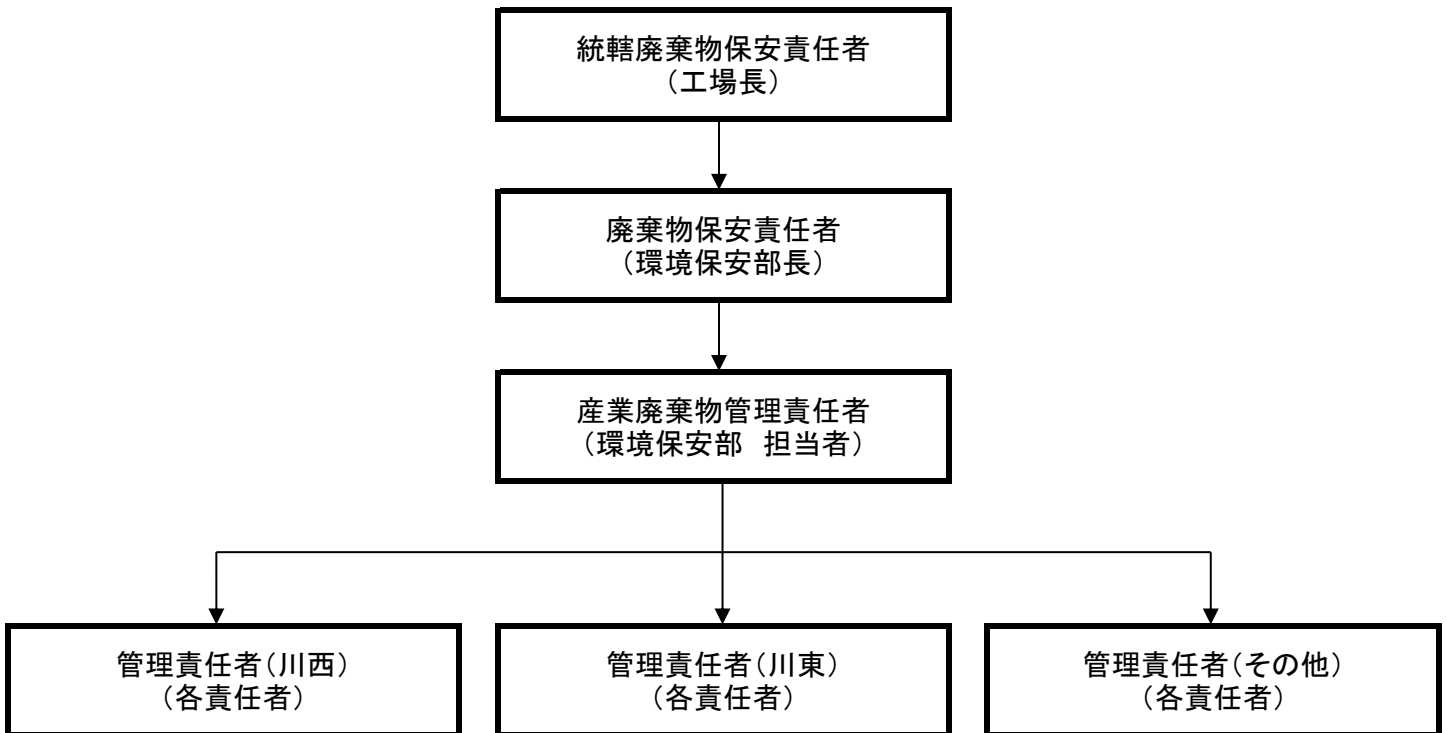 統轄廃棄物保安責任者
（工場長）
廃棄物保安責任者
（環境保安部長）
産業廃棄物管理責任者
（環境保安部　担当者）
管理責任者（川西）
（各責任者）
管理責任者（川東）
（各責任者）
管理責任者（その他）
（各責任者）